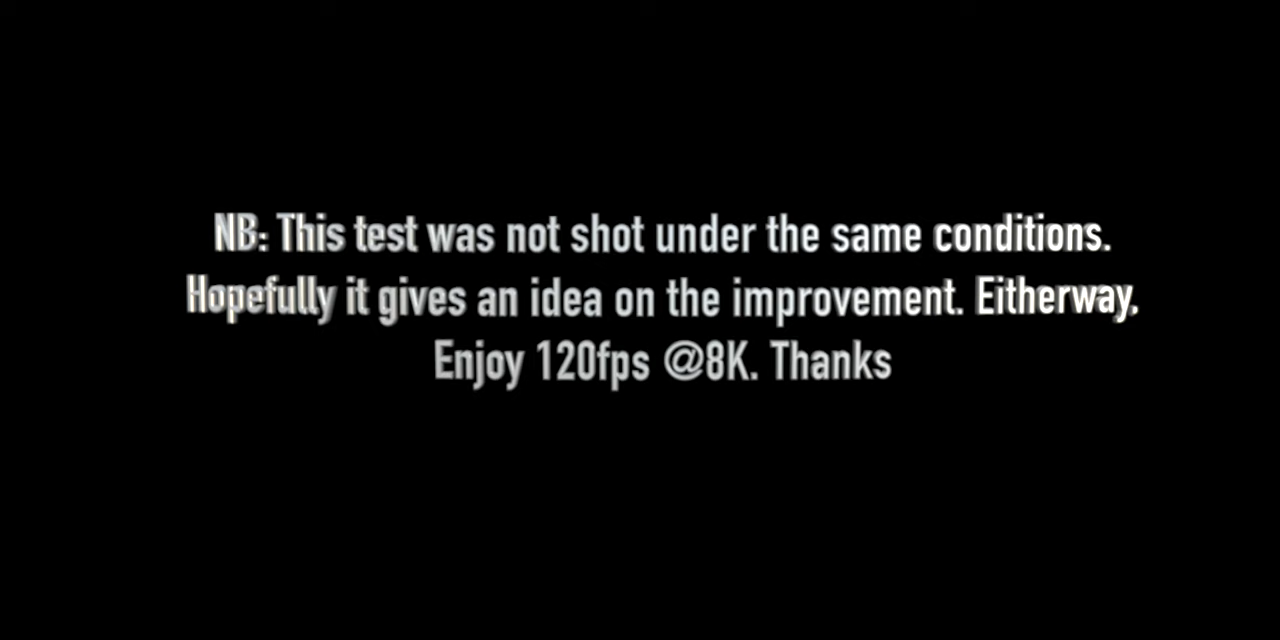 NB: This test was not shot under the same conditions.
Hopefully it gives an idea on the improvement. Eitherway,
Enjoy 120fps @8K. Thanks